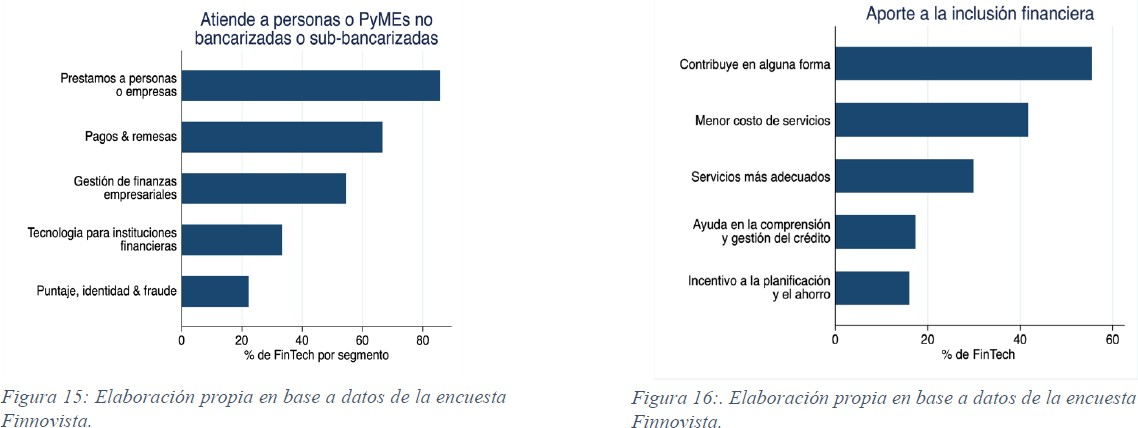 Atiende a personas o PyMEs no
bancarizadas o sub-bancarizadas
Prestamos a personas
o empresas
Pagos & remesas
Gestión de finanzas
empresariales
Tecnologia para instituciones
financieras
Puntaje, identidad & fraude
0
20
40
60
80
% de FinTech por segmento
Figura 15: Elaboración propia en base a datos de la encuesta
Finnovista.
Aporte a la inclusión financiera
Contribuye en alguna forma
Menor costo de servicios
Servicios más adecuados
Ayuda en la comprensión
y gestión del crédito
Incentivo a la planificación
y el ahorro
0
20
40
60
% de FinTech
Figura 16:. Elaboración propia en base a datos de la encuesta
Finnovista.